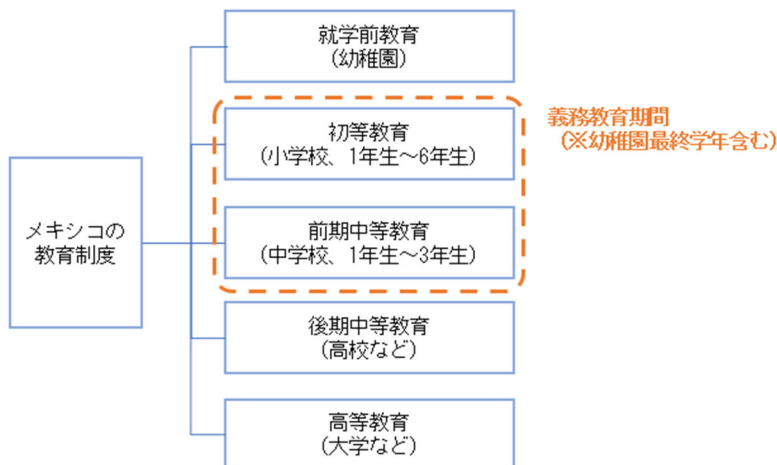 就学前教育
(幼稚園)
初等教育
(小学校、1年生～6年生)
義務教育期間
(※幼稚園最終学年含む)
メキシコの
教育制度
前期中等教育
(中学校、1年生～3年生)
後期中等教育
(高校など)
高等教育
(大学など)